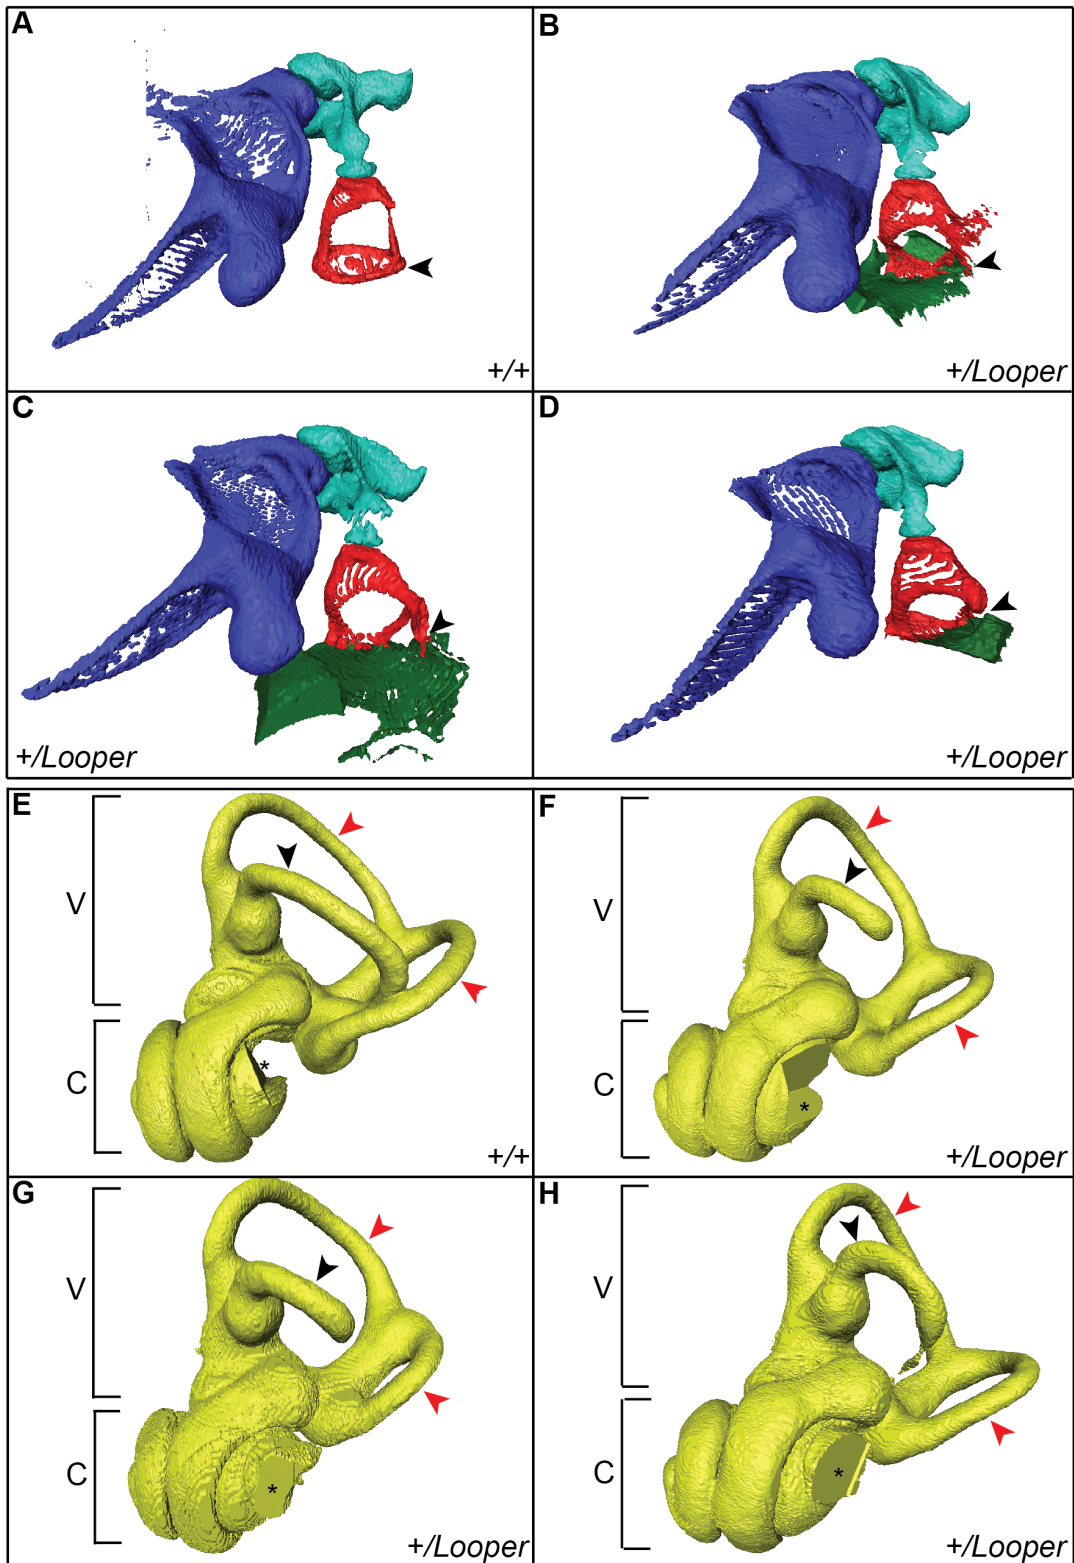 A
+/+
B
+/Looper
C
+/Looper
D
+/Looper
E
V
C
*
+/+
F
V
C
*
+/Looper
G
V
C
*
+/Looper
H
V
C
*
+/Looper